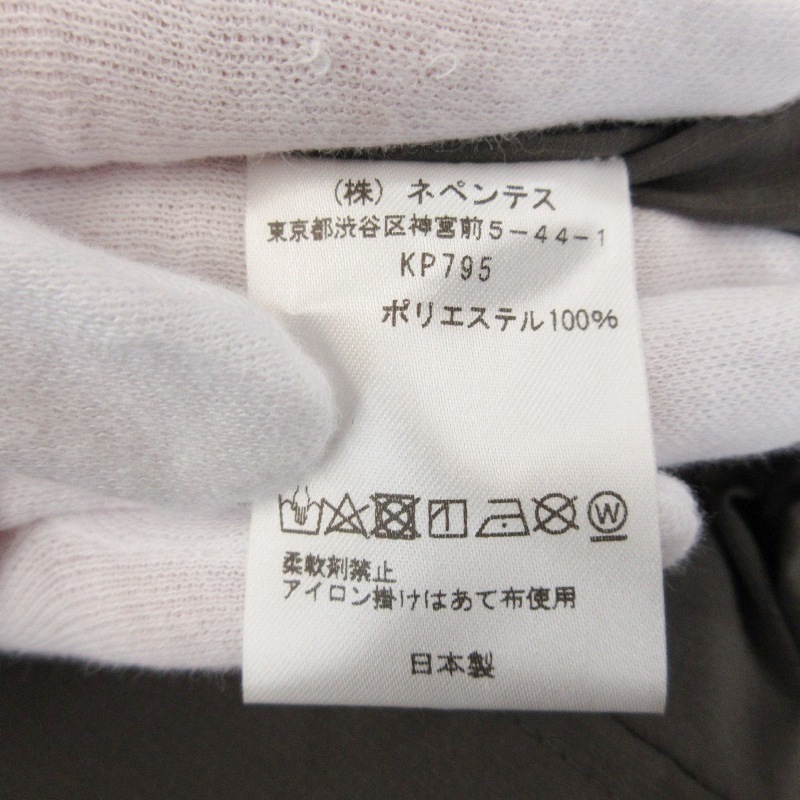 (株) ネペンテス
東京都渋谷区神宮前5-44-1
KP795
ポリエステル100%
W
柔軟剤禁止
アイロン掛けはあて布使用
日本製